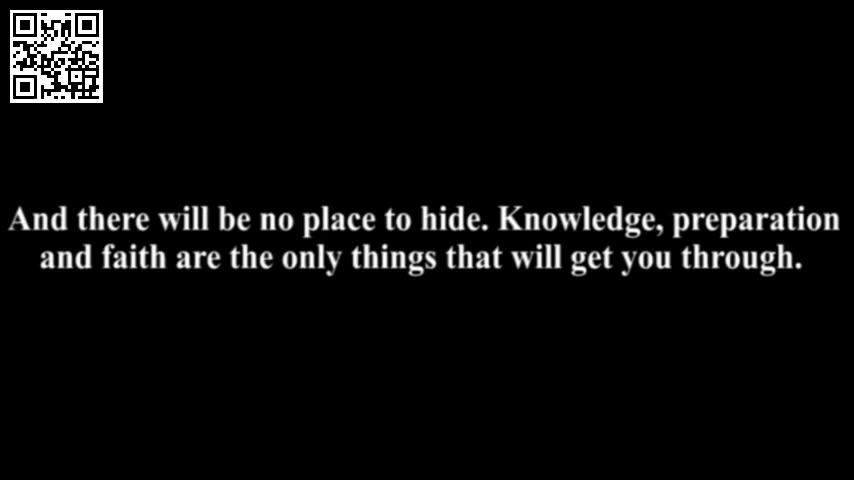 And there will be no place to hide. Knowledge, preparation
and faith are the only things that will get you through.